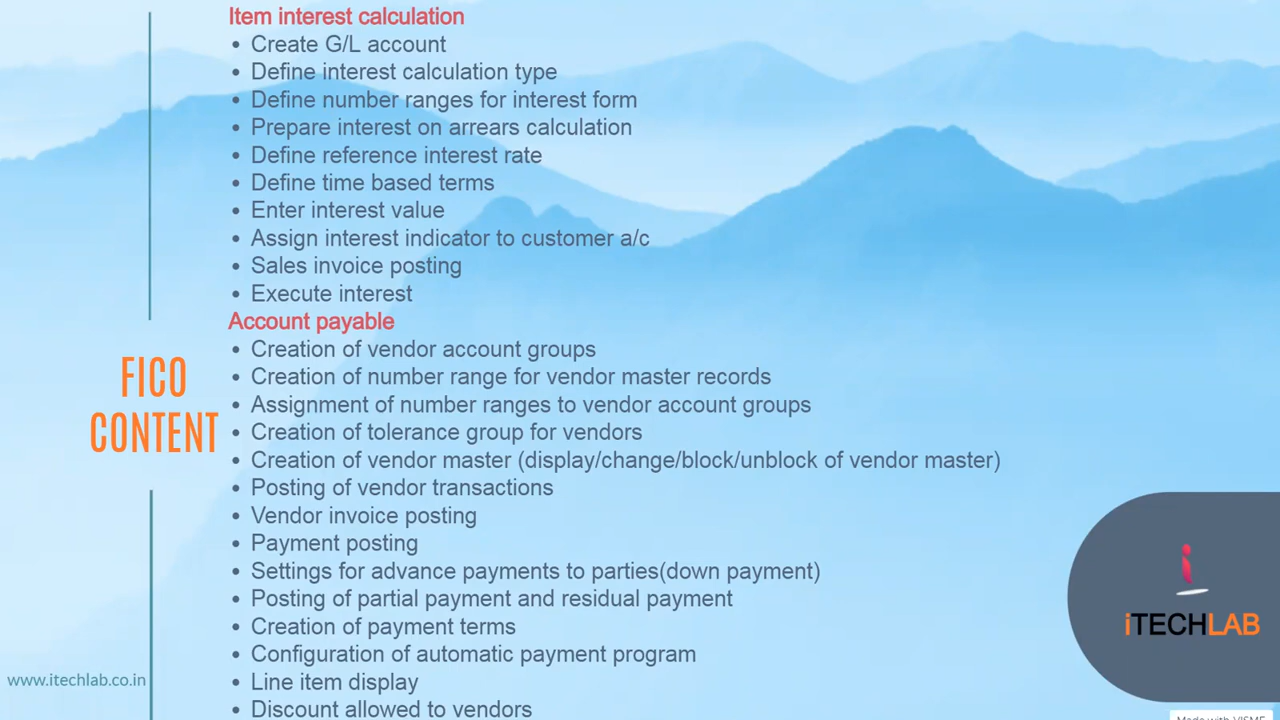 Item interest calculation
• Create G/L account
• Define interest calculation type
• Define number ranges for interest form
• Prepare interest on arrears calculation
• Define reference interest rate
• Define time based terms
• Enter interest value
• Assign interest indicator to customer a/c
• Sales invoice posting
• Execute interest
Account payable
• Creation of vendor account groups
• Creation of number range for vendor master records
• Assignment of number ranges to vendor account groups
• Creation of tolerance group for vendors
• Creation of vendor master (display/change/block/unblock of vendor master)
• Posting of vendor transactions
• Vendor invoice posting
• Payment posting
• Settings for advance payments to parties(down payment)
• Posting of partial payment and residual payment
• Creation of payment terms
• Configuration of automatic payment program
• Line item display
• Discount allowed to vendors
FICO
CONTENT
www.itechlab.co.in
iTECHLAB
Made with VISME